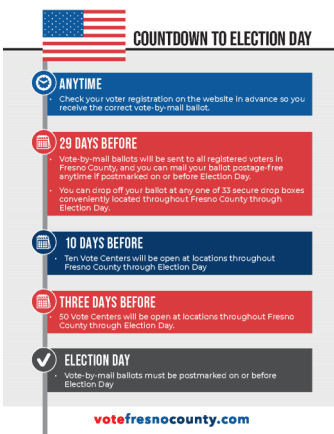 COUNTDOWN TO ELECTION DAY
ANYTIME
• Check your voter registration on the website in advance so you
receive the correct vote-by-mail ballot.
29 DAYS BEFORE
• Vote-by-mail ballots will be sent to all registered voters in
Fresno County, and you can mail your ballot postage-free
anytime if postmarked on or before Election Day.
• You can drop off your ballot at any one of 33 secure drop boxes
conveniently located throughout Fresno County through
Election Day.
10 DAYS BEFORE
• Ten Vote Centers will be open at locations throughout
Fresno County through Election Day
THREE DAYS BEFORE
• 50 Vote Centers will be open at locations throughout Fresno
County through Election Day.
ELECTION DAY
• Vote-by-mail ballots must be postmarked on or before
Election Day
votefresnocounty.com